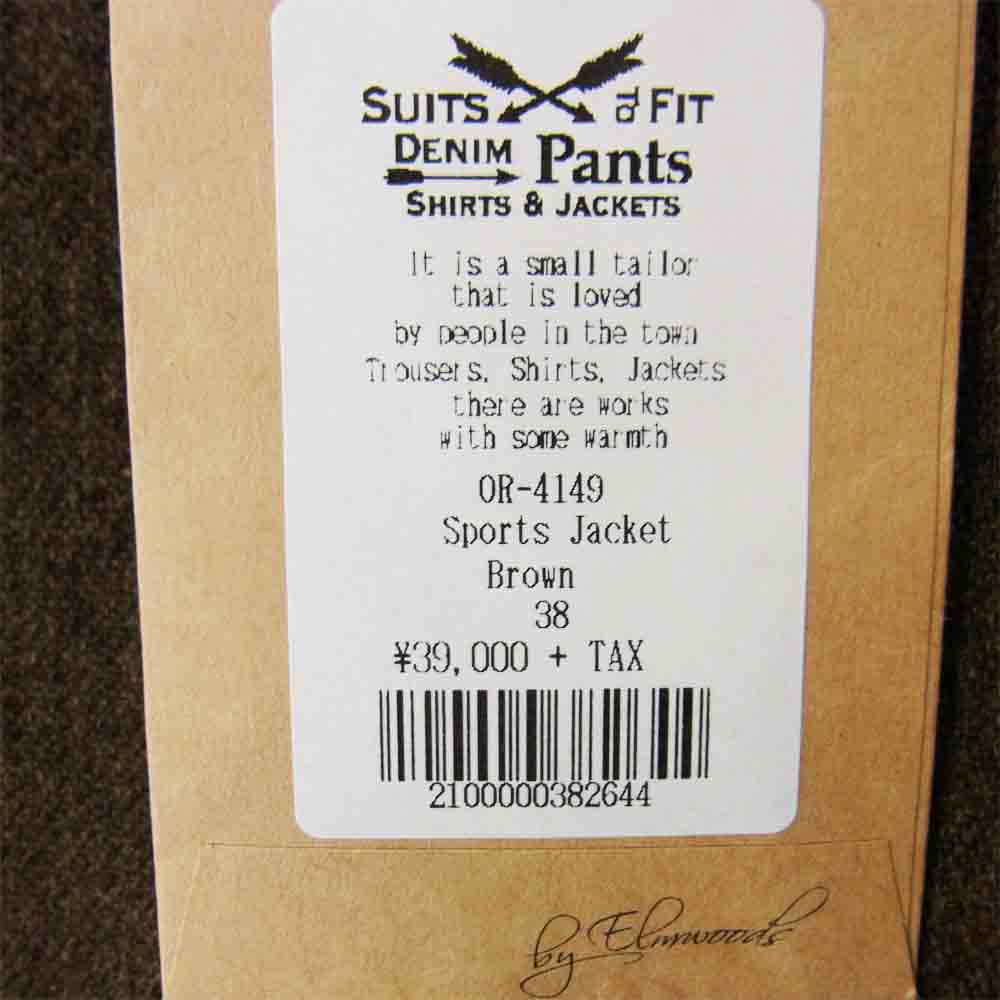 SUITS to FIT
DENIM Pants
SHIRTS & JACKETS
It is a small tailor
that is loved
by people in the town
Trousers, Shirts, Jackets
there are works
with some warmth
OR-4149
Sports Jacket
Brown
38
¥39,000 + TAX
2100000382644
by Elmwoods